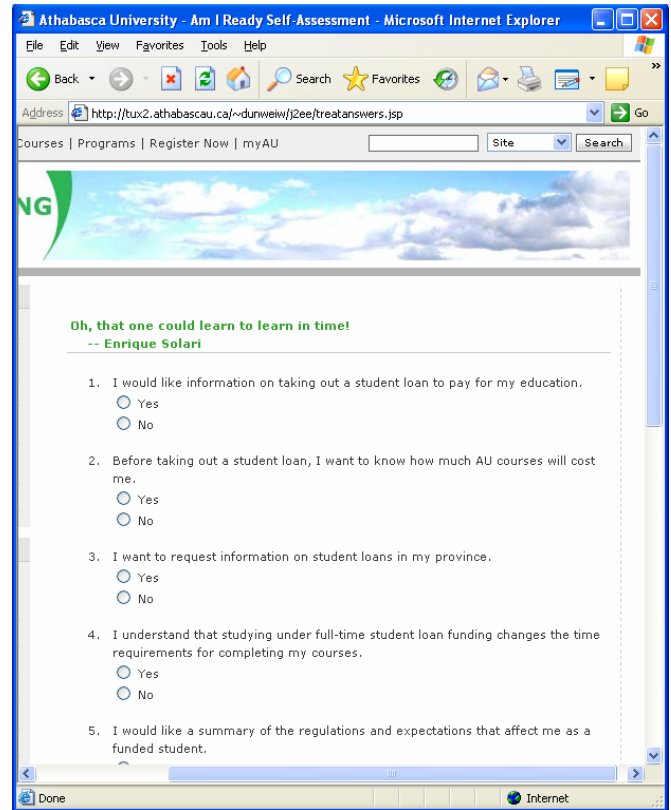 Athabasca University - Am I Ready Self-Assessment - Microsoft Internet Explorer
File Edit View Favorites Tools Help
Back Search Favorites »
Address http://tux2.athabascau.ca/~dunweiw/j2ee/treatanswers.jsp Go
Courses | Programs | Register Now | myAU Site Search
NG
Oh, that one could learn to learn in time!
-- Enrique Solari
1. I would like information on taking out a student loan to pay for my education.
Yes
No
2. Before taking out a student loan, I want to know how much AU courses will cost
me.
Yes
No
3. I want to request information on student loans in my province.
Yes
No
4. I understand that studying under full-time student loan funding changes the time
requirements for completing my courses.
Yes
No
5. I would like a summary of the regulations and expectations that affect me as a
funded student.
Done Internet